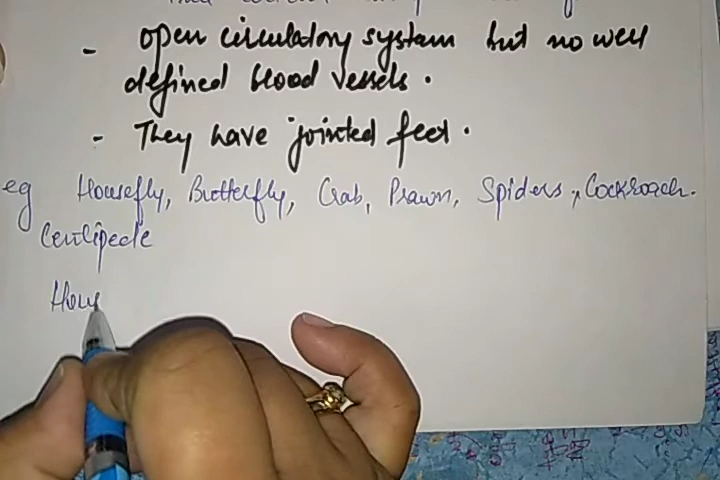 - open circulatory system but no well
defined blood vessels.
- They have jointed feet.
eg Housefly, Butterfly, Crab, Prawn, Spiders, Cockroach.
Centipede
Hous